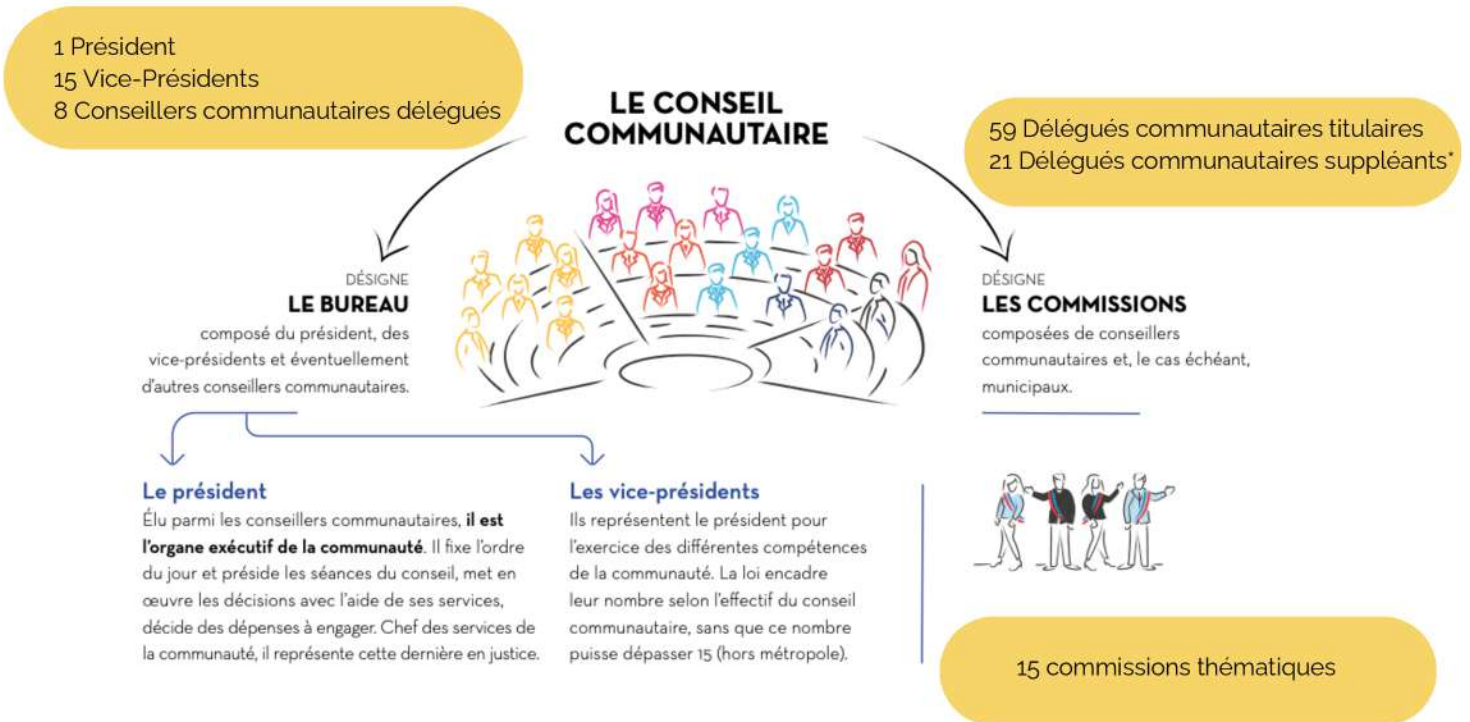 1 Président
15 Vice-Présidents
8 Conseillers communautaires délégués
LE CONSEIL
COMMUNAUTAIRE
59 Délégués communautaires titulaires
21 Délégués communautaires suppléants*
DÉSIGNE
LE BUREAU
composé du président, des
vice-présidents et éventuellement
d'autres conseillers communautaires.
DÉSIGNE
LES COMMISSIONS
composées de conseillers
communautaires et, le cas échéant,
municipaux.
Le président
Élu parmi les conseillers communautaires, il est
l'organe exécutif de la communauté. Il fixe l'ordre
du jour et préside les séances du conseil, met en
œuvre les décisions avec l'aide de ses services,
décide des dépenses à engager. Chef des services de
la communauté, il représente cette dernière en justice.
Les vice-présidents
Ils représentent le président pour
l'exercice des différentes compétences
de la communauté. La loi encadre
leur nombre selon l'effectif du conseil
communautaire, sans que ce nombre
puisse dépasser 15 (hors métropole).
15 commissions thématiques